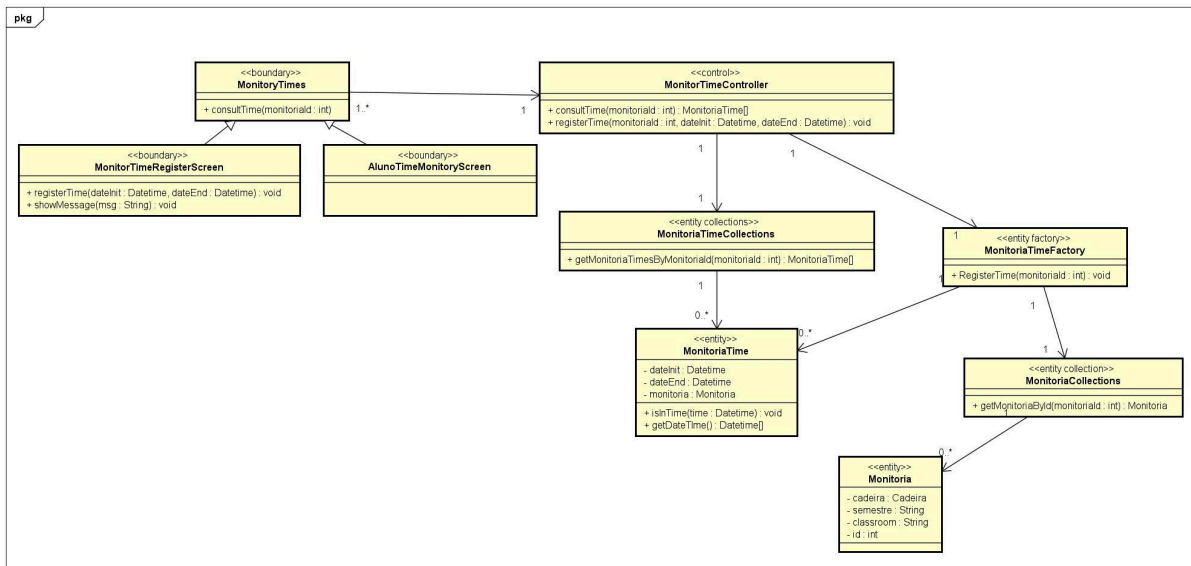 pkg
<<boundary>>
MonitoryTimes
+ consultTime(monitoriaId : int)
1..*
1
<<control>>
MonitorTimeController
+ consultTime(monitoriaId : int) : MonitoriaTime[]
+ registerTime(monitoriaId : int, dateInit : Datetime, dateEnd : Datetime) : void
<<boundary>>
MonitorTimeRegisterScreen
+ registerTime(dateInit : Datetime, dateEnd : Datetime) : void
+ showMessage(msg : String) : void
<<boundary>>
AlunoTimeMonitoryScreen
1
1
1
1
<<entity collections>>
MonitoriaTimeCollections
+ getMonitoriaTimesByMonitoriaId(monitoriaId : int) : MonitoriaTime[]
<<entity factory>>
MonitoriaTimeFactory
+ RegisterTime(monitoriaId : int) : void
1
0..*
1
0..*
1
1
<<entity>>
MonitoriaTime
- dateInit : Datetime
- dateEnd : Datetime
- monitoria : Monitoria
+ isInTime(time : Datetime) : void
+ getDateTIme() : Datetime[]
<<entity collection>>
MonitoriaCollections
+ getMonitoriaById(monitoriaId : int) : Monitoria
1
0..*
<<entity>>
Monitoria
- cadeira : Cadeira
- semestre : String
- classroom : String
- id : int